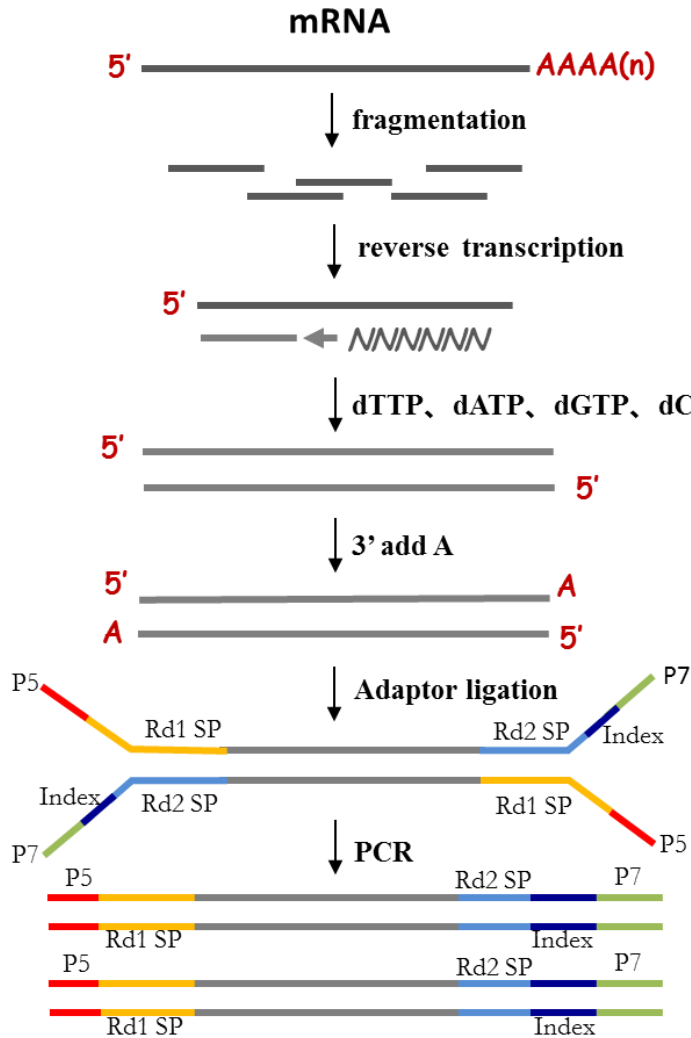 mRNA
5' AAAA(n)
fragmentation
reverse transcription
5'
dTTP、dATP、dGTP、dC
5'
5'
3' add A
5' A
A 5'
Adaptor ligation
P5 P7
Rd1 SP Rd2 SP Index
Index Rd2 SP Rd1 SP
P7 P5
PCR
P5 Rd2 SP P7
Rd1 SP Index
P5 Rd2 SP P7
Rd1 SP Index